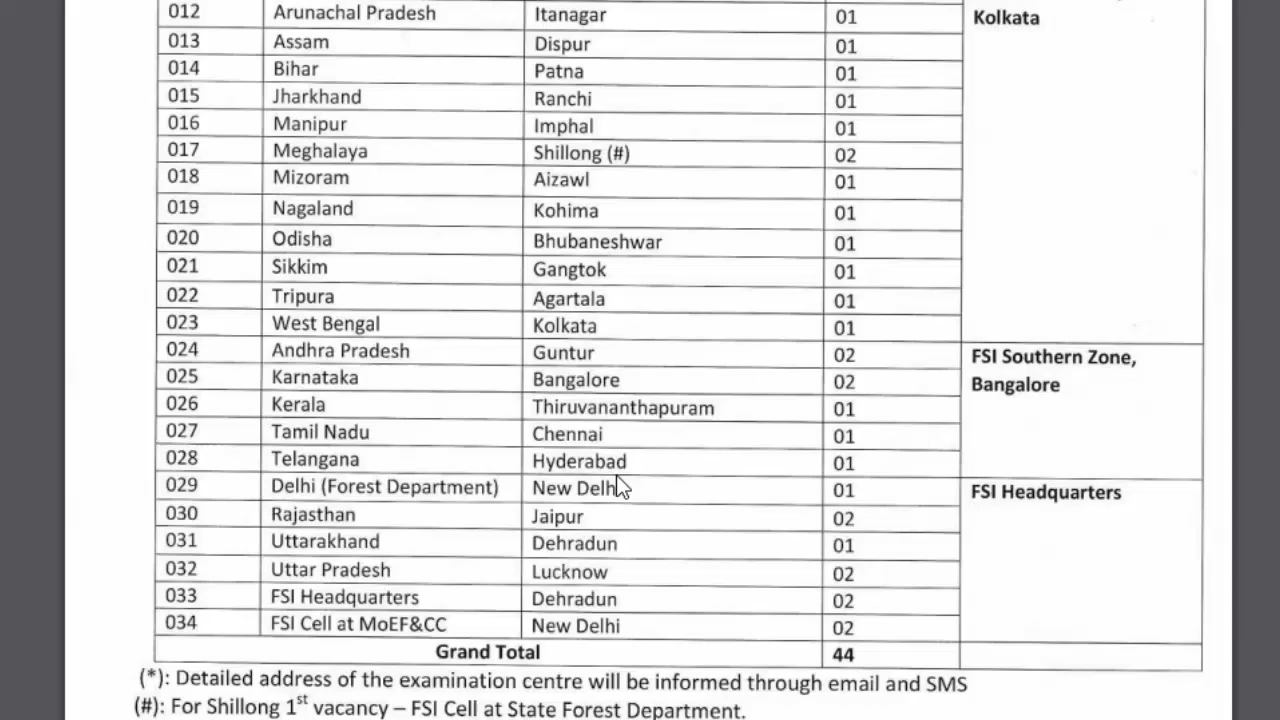 012 Arunachal Pradesh Itanagar 01 Kolkata
013 Assam Dispur 01
014 Bihar Patna 01
015 Jharkhand Ranchi 01
016 Manipur Imphal 01
017 Meghalaya Shillong (#) 02
018 Mizoram Aizawl 01
019 Nagaland Kohima 01
020 Odisha Bhubaneshwar 01
021 Sikkim Gangtok 01
022 Tripura Agartala 01
023 West Bengal Kolkata 01
024 Andhra Pradesh Guntur 02 FSI Southern Zone,
025 Karnataka Bangalore 02 Bangalore
026 Kerala Thiruvananthapuram 01
027 Tamil Nadu Chennai 01
028 Telangana Hyderabad 01
029 Delhi (Forest Department) New Delhi 01 FSI Headquarters
030 Rajasthan Jaipur 02
031 Uttarakhand Dehradun 01
032 Uttar Pradesh Lucknow 02
033 FSI Headquarters Dehradun 02
034 FSI Cell at MoEF&CC New Delhi 02
Grand Total 44
(*): Detailed address of the examination centre will be informed through email and SMS
(#): For Shillong 1st vacancy – FSI Cell at State Forest Department.